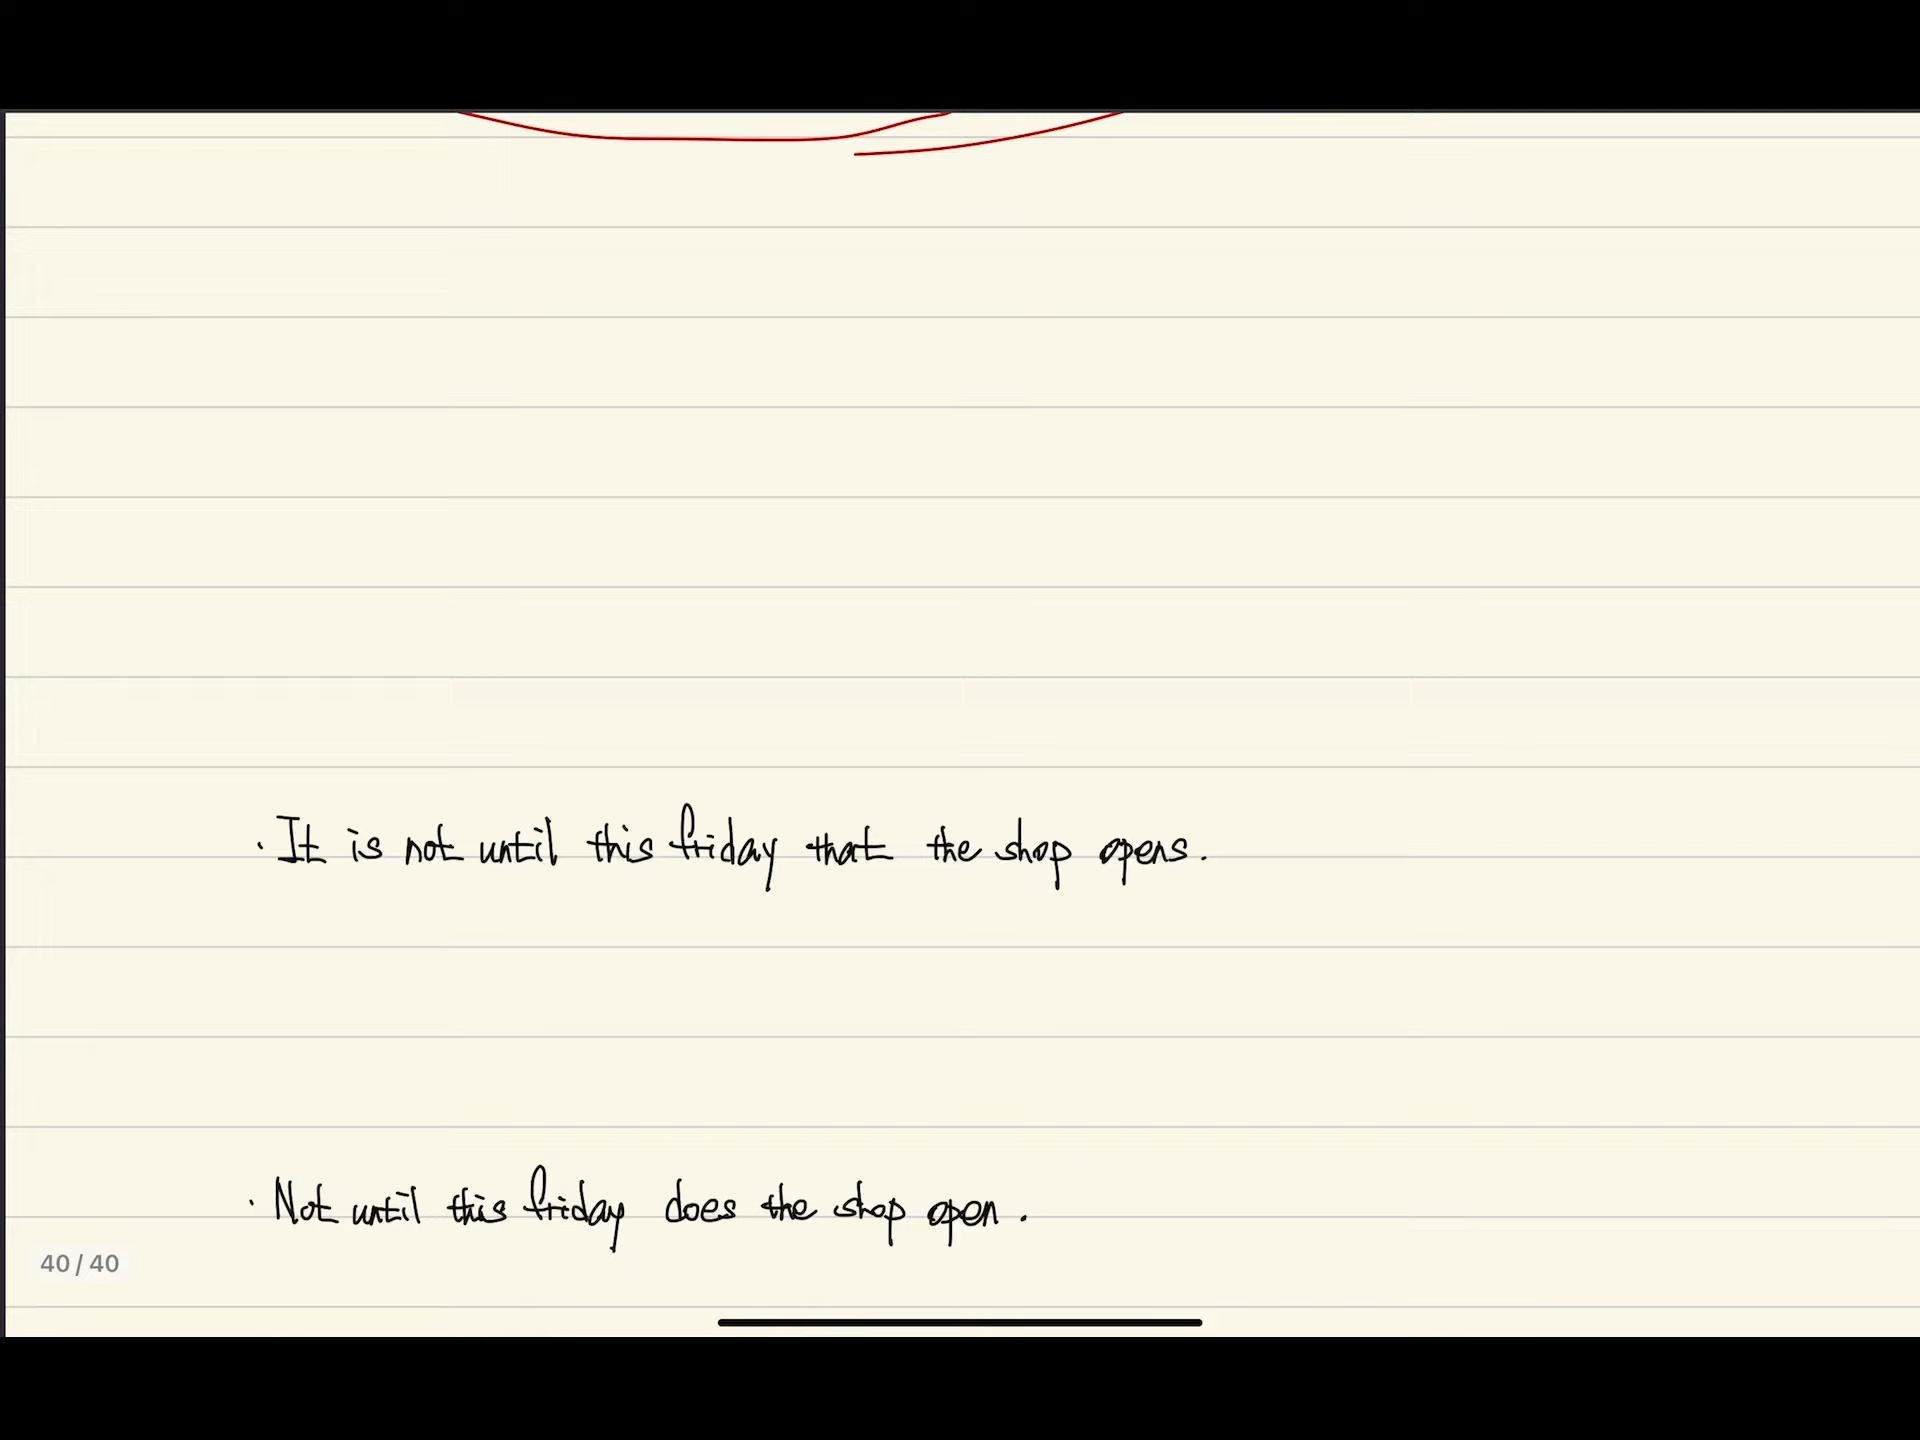 · It is not until this friday that the shop opens.
· Not until this friday does the shop open.
40 / 40